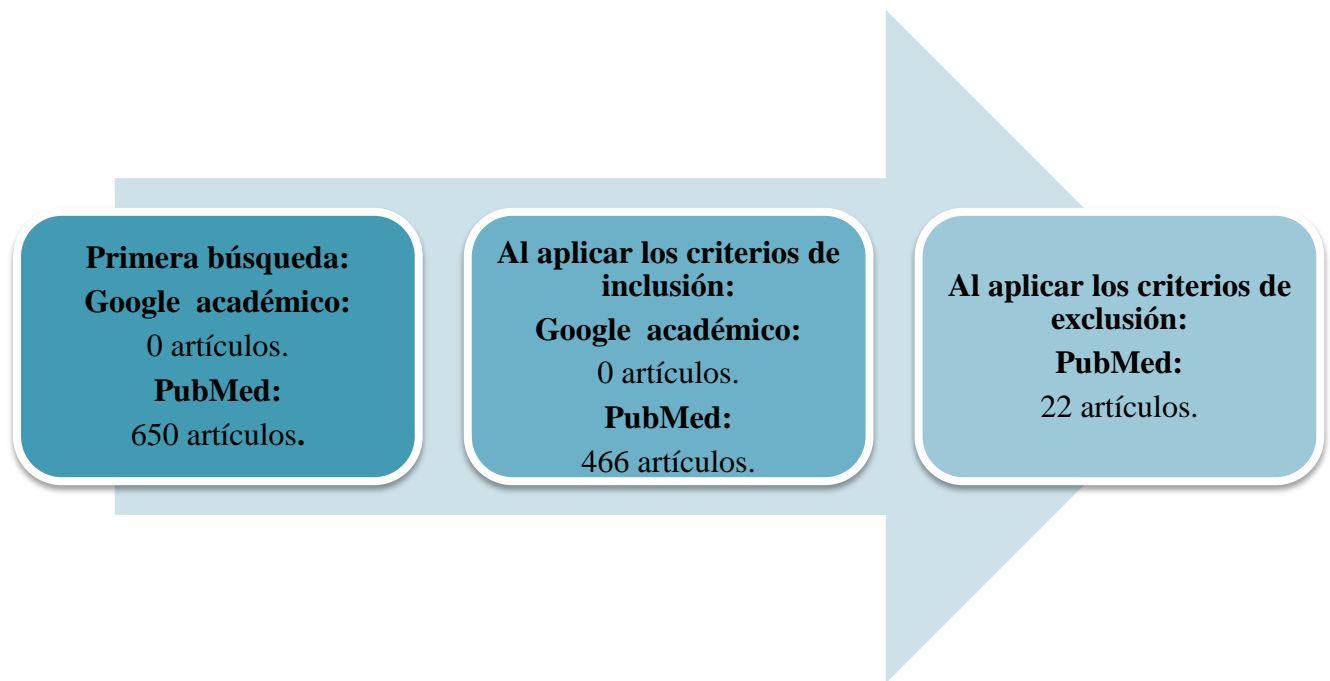 Primera búsqueda:
Google académico:
0 artículos.
PubMed:
650 artículos.
Al aplicar los criterios de
inclusión:
Google académico:
0 artículos.
PubMed:
466 artículos.
Al aplicar los criterios de
exclusión:
PubMed:
22 artículos.